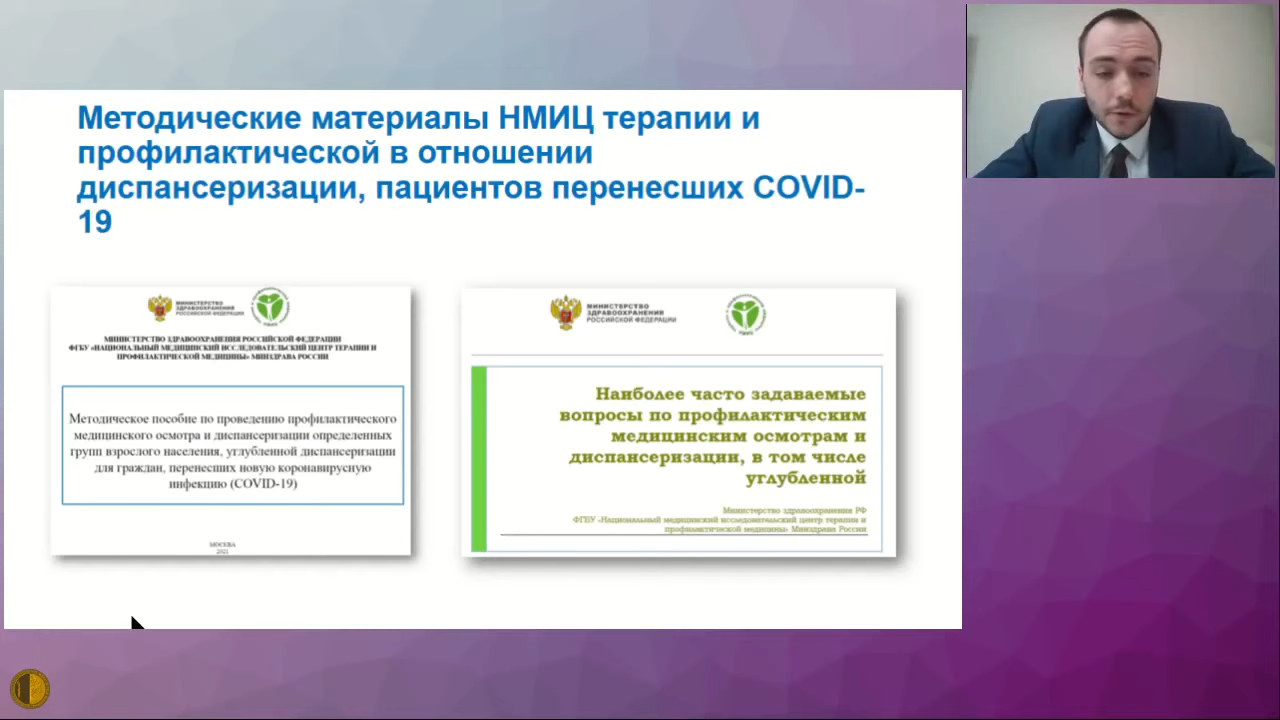 Методические материалы НМИЦ терапии и
профилактической в отношении
диспансеризации, пациентов перенесших COVID-
19
МИНИСТЕРСТВО
ЗДРАВООХРАНЕНИЯ
РОССИЙСКОЙ ФЕДЕРАЦИИ
МИНИСТЕРСТВО ЗДРАВООХРАНЕНИЯ РОССИЙСКОЙ ФЕДЕРАЦИИ
ФГБУ «НАЦИОНАЛЬНЫЙ МЕДИЦИНСКИЙ ИССЛЕДОВАТЕЛЬСКИЙ ЦЕНТР ТЕРАПИИ И
ПРОФИЛАКТИЧЕСКОЙ МЕДИЦИНЫ» МИНЗДРАВА РОССИИ
Методическое пособие по проведению профилактического
медицинского осмотра и диспансеризации определенных
групп взрослого населения, углубленной диспансеризации
для граждан, перенесших новую коронавирусную
инфекцию (COVID-19)
МОСКВА
2021
МИНИСТЕРСТВО
ЗДРАВООХРАНЕНИЯ
РОССИЙСКОЙ ФЕДЕРАЦИИ
Наиболее часто задаваемые
вопросы по профилактическим
медицинским осмотрам и
диспансеризации, в том числе
углубленной
Министерство здравоохранения РФ
ФГБУ «Национальный медицинский исследовательский центр терапии и
профилактической медицины» Минздрава России